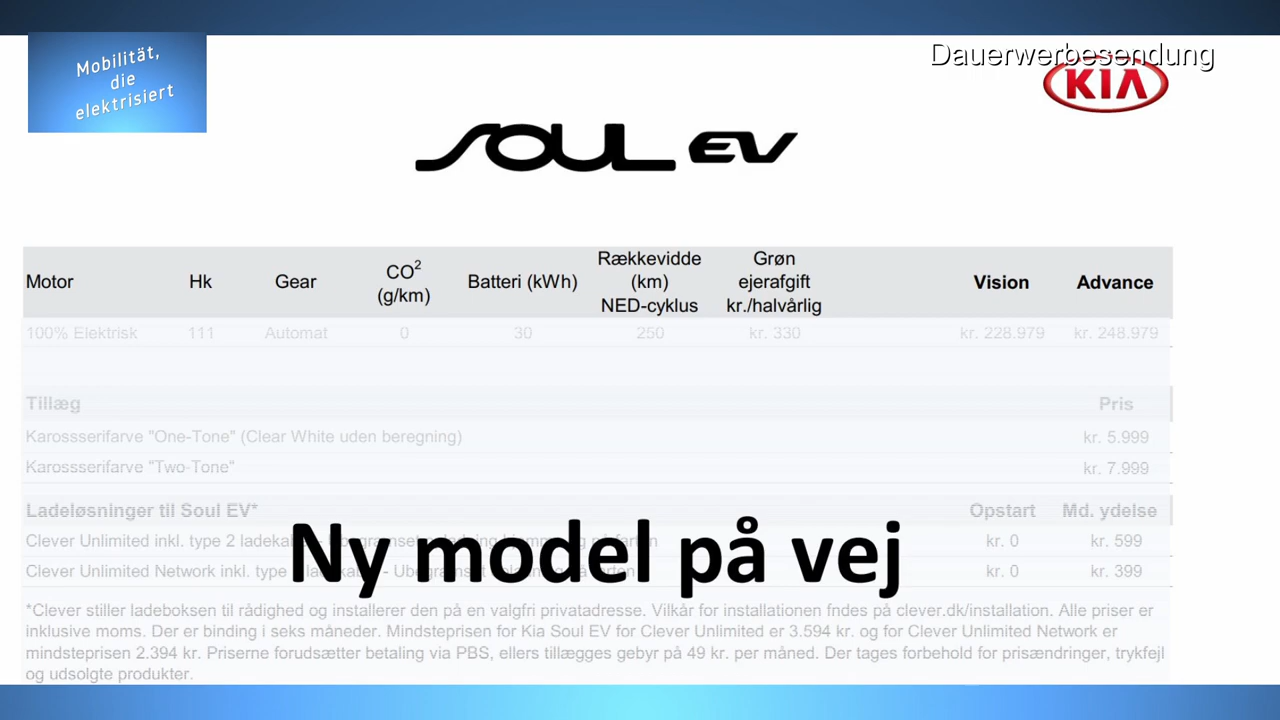 Mobilität,
die
elektrisiert
Dauerwerbesendung
KIA
SOUL EV
Motor Hk Gear CO2 (g/km) Batteri (kWh) Rækkevidde (km) NED-cyklus Grøn ejerafgift kr./halvårlig Vision Advance
100% Elektrisk 111 Automat 0 30 250 kr. 330 kr. 228.979 kr. 248.979
Tillæg Pris
Karossserifarve "One-Tone" (Clear White uden beregning) kr. 5.999
Karossserifarve "Two-Tone" kr. 7.999
Ladeløsninger til Soul EV* Opstart Md. ydelse
Clever Unlimited inkl. type 2 ladekabel kr. 0 kr. 599
Clever Unlimited Network inkl. type kr. 0 kr. 399
Ny model på vej
*Clever stiller ladeboksen til rådighed og installerer den på en valgfri privatadresse. Vilkår for installationen fndes på clever.dk/installation. Alle priser er
inklusive moms. Der er binding i seks måneder. Mindsteprisen for Kia Soul EV for Clever Unlimited er 3.594 kr. og for Clever Unlimited Network er
mindsteprisen 2.394 kr. Priserne forudsætter betaling via PBS, ellers tillægges gebyr på 49 kr. per måned. Der tages forbehold for prisændringer, trykfejl
og udsolgte produkter.